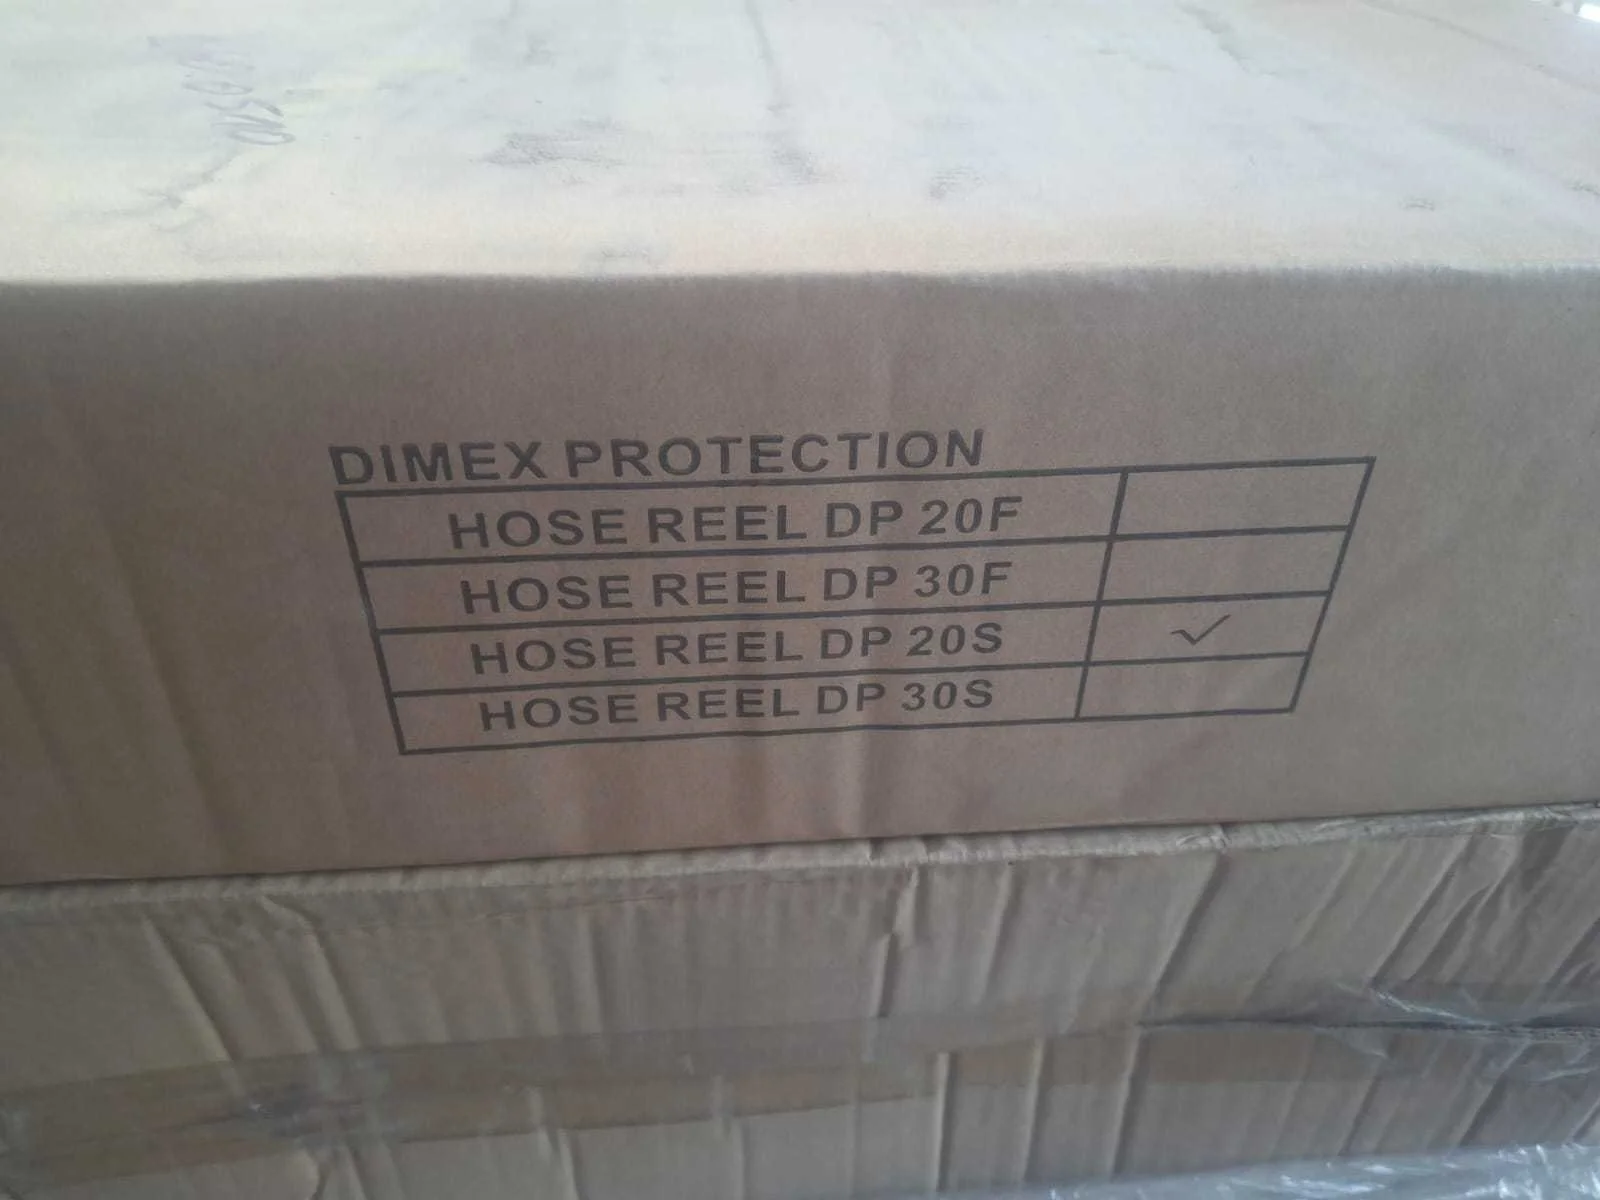 DIMEX PROTECTION
HOSE REEL DP 20F
HOSE REEL DP 30F
HOSE REEL DP 20S ✓
HOSE REEL DP 30S